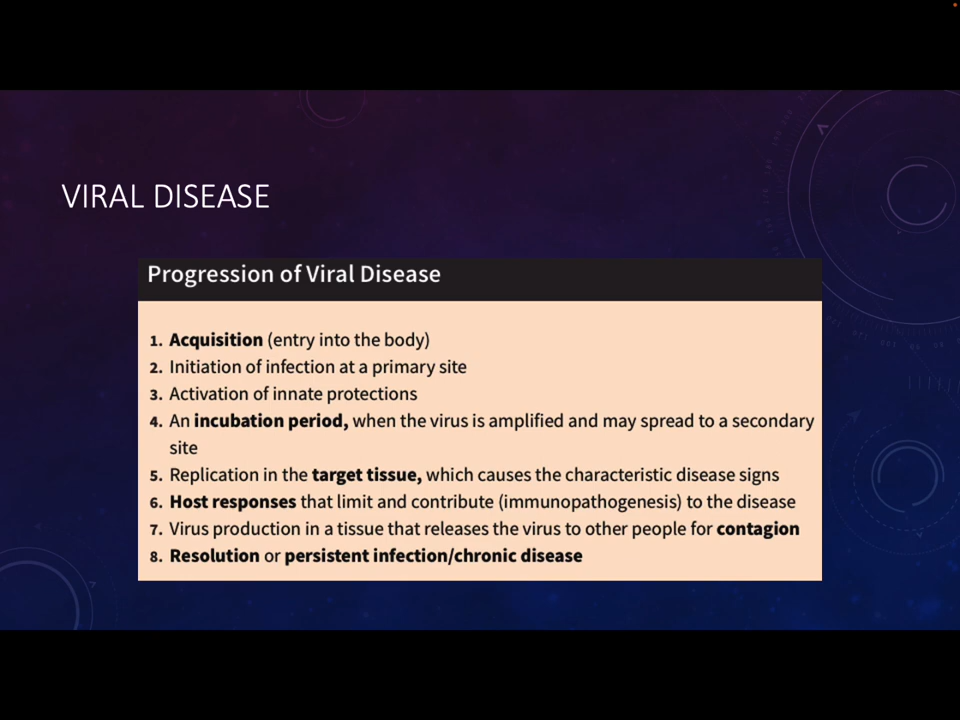 VIRAL DISEASE
Progression of Viral Disease
1. Acquisition (entry into the body)
2. Initiation of infection at a primary site
3. Activation of innate protections
4. An incubation period, when the virus is amplified and may spread to a secondary
site
5. Replication in the target tissue, which causes the characteristic disease signs
6. Host responses that limit and contribute (immunopathogenesis) to the disease
7. Virus production in a tissue that releases the virus to other people for contagion
8. Resolution or persistent infection/chronic disease